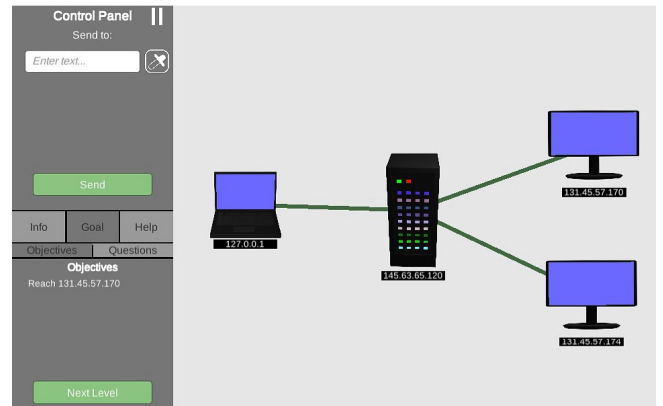 Control Panel
Send to:
Enter text...
Send
Info Goal Help
Objectives Questions
Objectives
Reach 131.45.57.170
Next Level
127.0.0.1
145.63.65.120
131.45.57.170
131.45.57.174